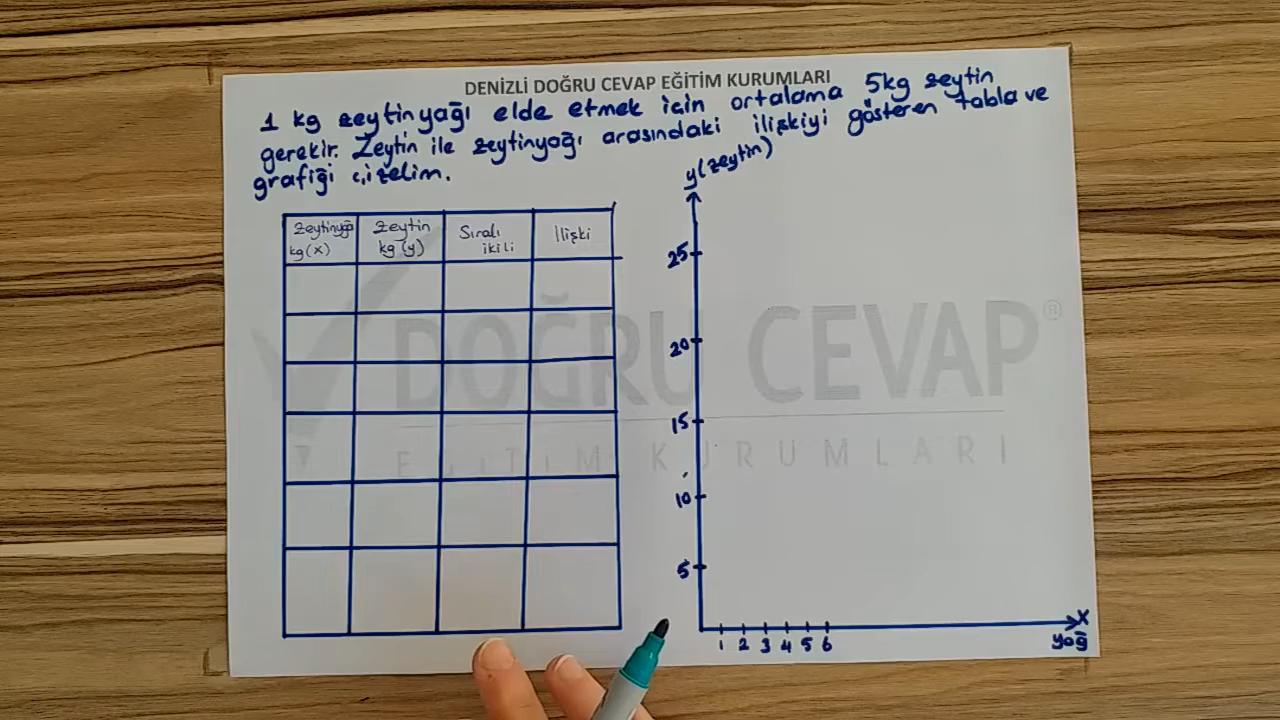 DENİZLİ DOĞRU CEVAP EĞİTİM KURUMLARI
1 kg zeytinyağı elde etmek için ortalama 5kg zeytin
gerekir. Zeytin ile zeytinyağı arasındaki ilişkiyi gösteren tablo ve
grafiği çizelim.
Zeytinyağı kg (x)
Zeytin kg (y)
Sıralı ikili
İlişki
y (zeytin)
25
20
15
10
5
1 2 3 4 5 6
x
yağ
DOĞRU CEVAP®
EĞİTİM KURUMLARI